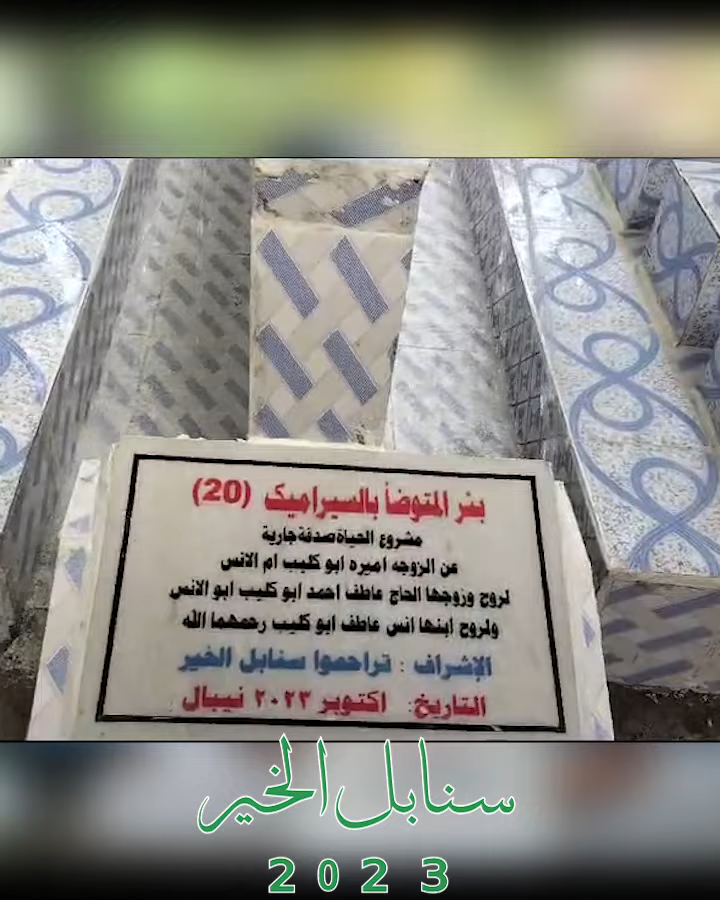 بئر المتوضأ بالسيراميك (20)
مشروع الحياة صدقة جارية
عن الزوجه اميره ابو كليب ام الانس
لروح وزوجها الحاج عاطف احمد ابو كليب ابو الانس
ولروح أبنها انس عاطف ابو كليب رحمهما الله
الإشراف : تراحموا سنابل الخير
التاريخ: اكتوبر ٢٠٢٣ نيبال
سنابل الخير
2023